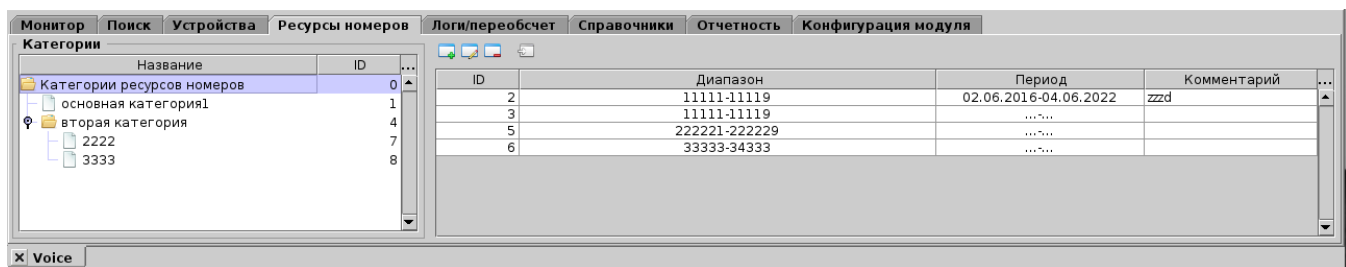 Монитор Поиск Устройства Ресурсы номеров Логи/переобсчет Справочники Отчетность Конфигурация модуля
Категории
Название ID ...
Категории ресурсов номеров 0
основная категория1 1
вторая категория 4
2222 7
3333 8
ID Диапазон Период Комментарий ...
2 11111-11119 02.06.2016-04.06.2022 zzzd
3 11111-11119 ...-...
5 222221-222229 ...-...
6 33333-34333 ...-...
X Voice